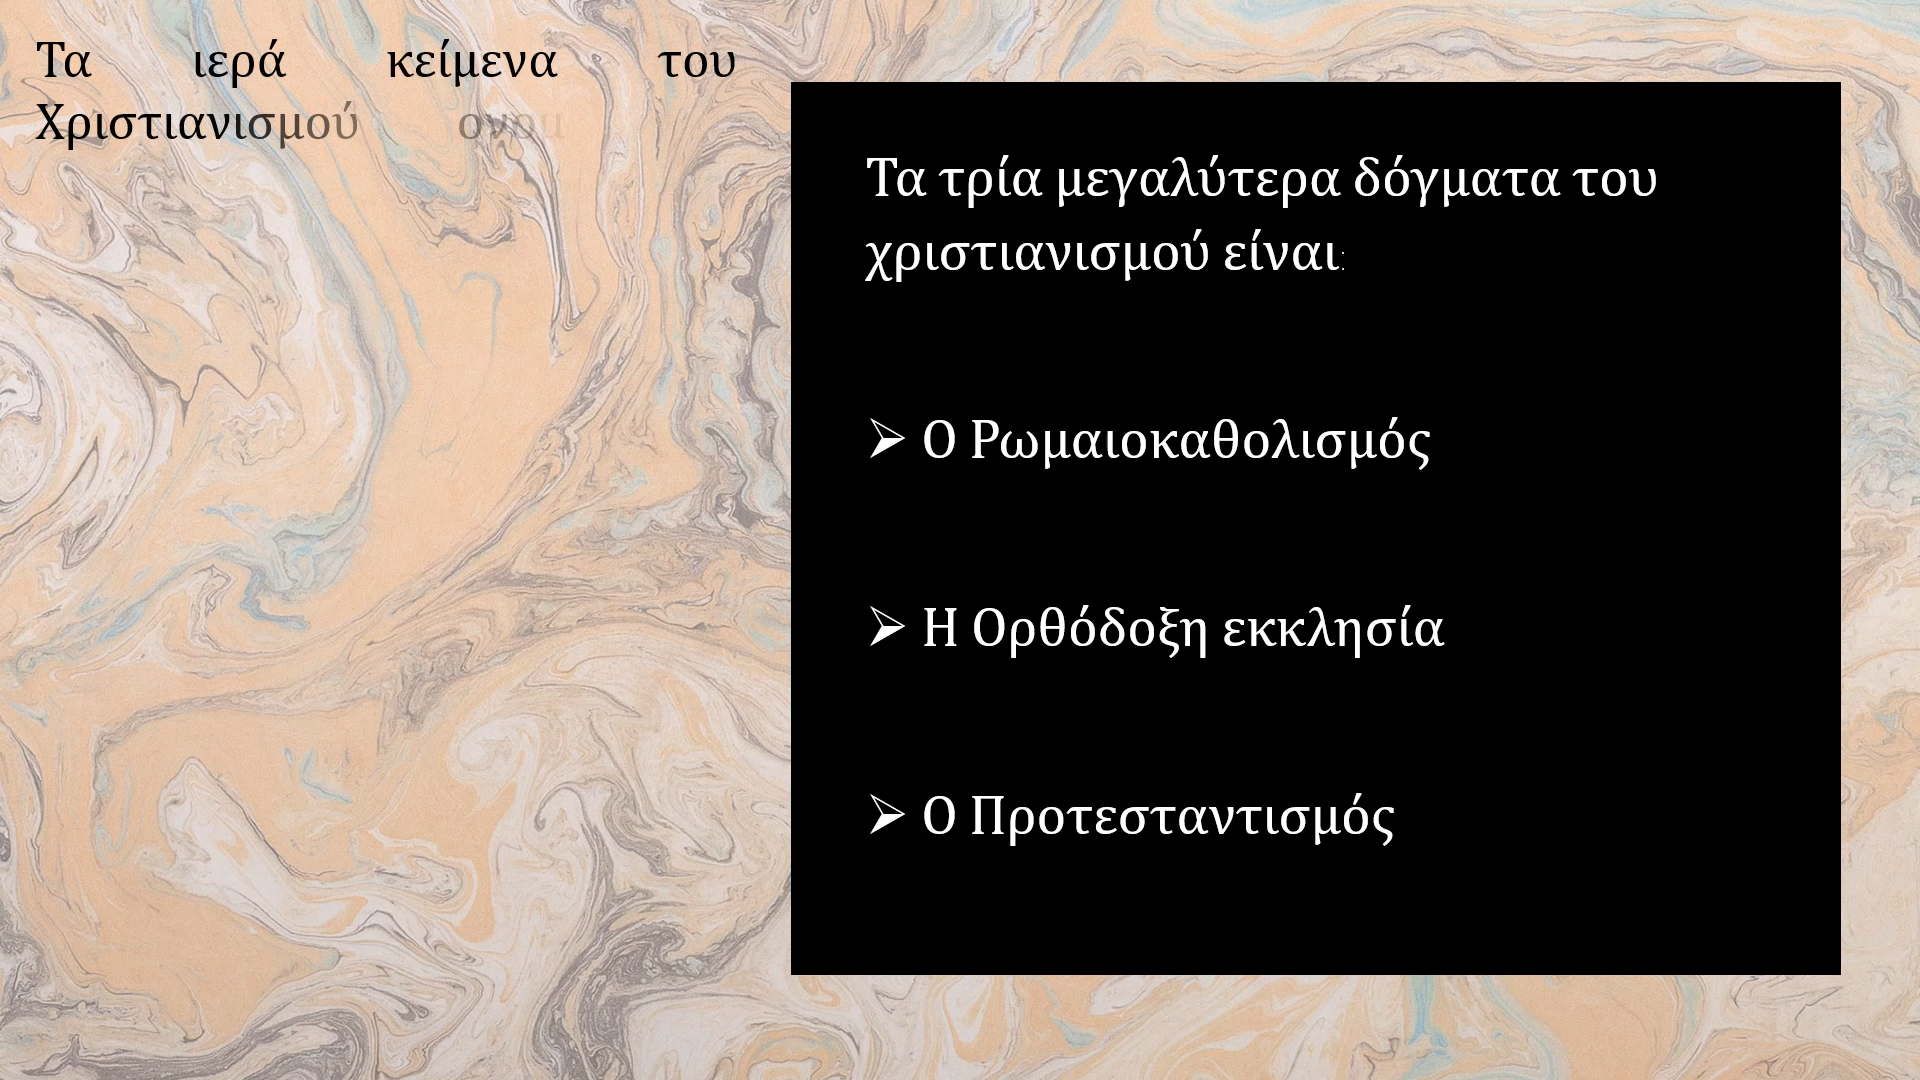 Τα ιερά κείμενα του
Χριστιανισμού
Τα τρία μεγαλύτερα δόγματα του
χριστιανισμού είναι:
➢ Ο Ρωμαιοκαθολισμός
➢ Η Ορθόδοξη εκκλησία
➢ Ο Προτεσταντισμός